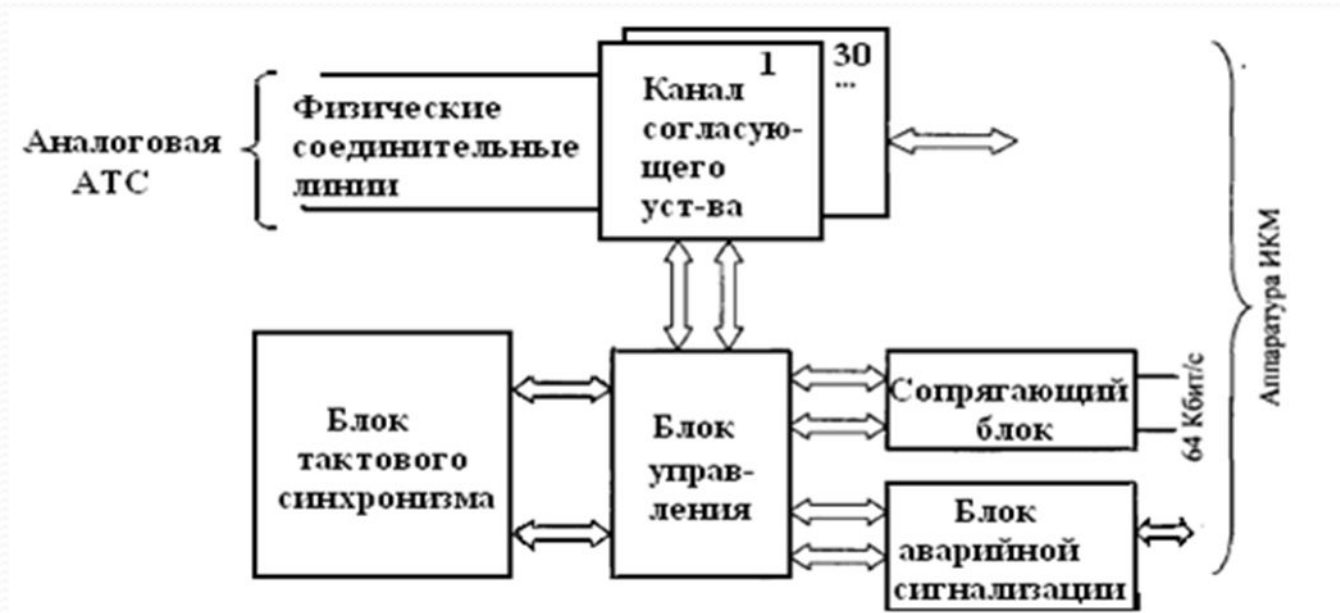 Аналоговая
АТС
Физические
соединительные
линии
1
Канал
согласую-
щего
уст-ва
30
...
Блок
тактового
синхронизма
Блок
управ-
ления
Сопрягающий
блок
64 Кбит/с
Блок
аварийной
сигнализации
Аппаратура ИКМ